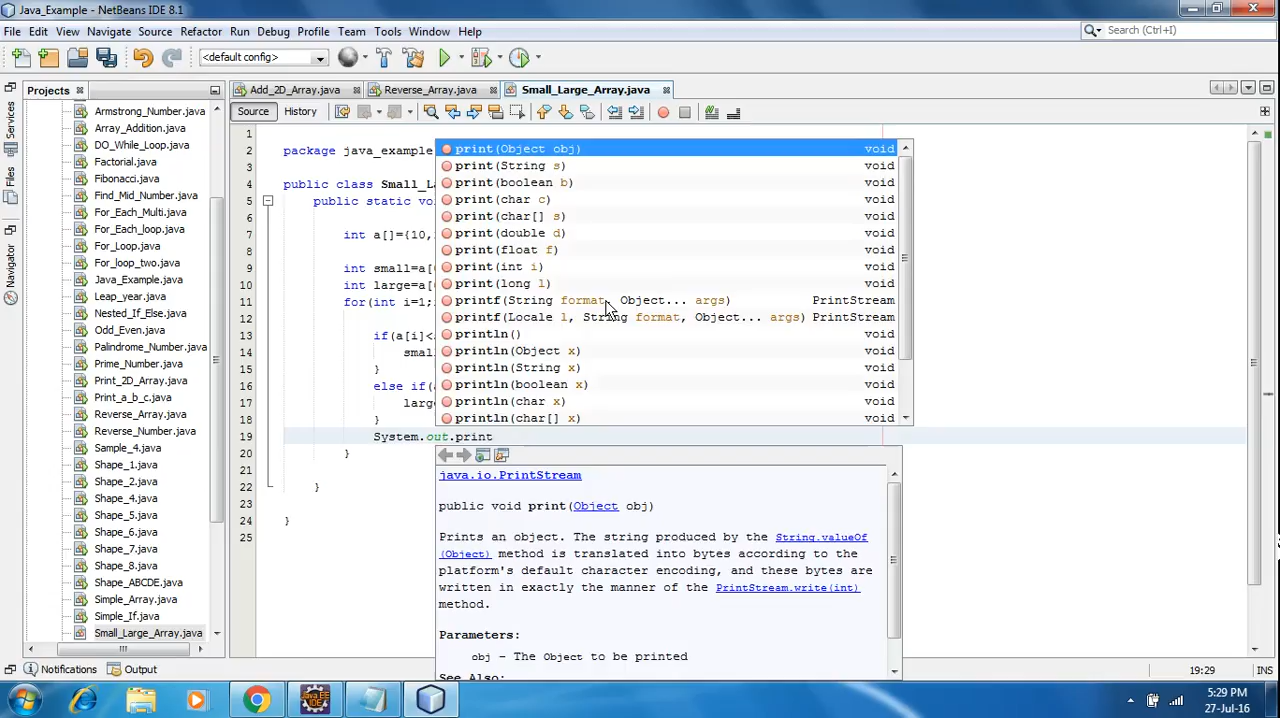 Java_Example - NetBeans IDE 8.1
File Edit View Navigate Source Refactor Run Debug Profile Team Tools Window Help
Search (Ctrl+I)
<default config>
Projects
Add_2D_Array.java Reverse_Array.java Small_Large_Array.java
Source History
Services
Files
Navigator
Armstrong_Number.java
Array_Addition.java
DO_While_Loop.java
Factorial.java
Fibonacci.java
Find_Mid_Number.java
For_Each_Multi.java
For_Each_loop.java
For_Loop.java
For_loop_two.java
Java_Example.java
Leap_year.java
Nested_If_Else.java
Odd_Even.java
Palindrome_Number.java
Prime_Number.java
Print_2D_Array.java
Print_a_b_c.java
Reverse_Array.java
Reverse_Number.java
Sample_4.java
Shape_1.java
Shape_2.java
Shape_4.java
Shape_5.java
Shape_6.java
Shape_7.java
Shape_8.java
Shape_ABCDE.java
Simple_Array.java
Simple_If.java
Small_Large_Array.java
1
2 package java_example
3
4 public class Small_L
5 public static vo
6
7 int a[]={10,
8
9 int small=a[
10 int large=a[
11 for(int i=1;
12
13 if(a[i]<
14 smal
15 }
16 else if(
17 larg
18 }
19 System.out.print
20 }
21
22 }
23
24 }
25
print(Object obj) void
print(String s) void
print(boolean b) void
print(char c) void
print(char[] s) void
print(double d) void
print(float f) void
print(int i) void
print(long l) void
printf(String format, Object... args) PrintStream
printf(Locale l, String format, Object... args) PrintStream
println() void
println(Object x) void
println(String x) void
println(boolean x) void
println(char x) void
println(char[] x) void
java.io.PrintStream
public void print(Object obj)
Prints an object. The string produced by the String.valueOf
(Object) method is translated into bytes according to the
platform's default character encoding, and these bytes are
written in exactly the manner of the PrintStream.write(int)
method.
Parameters:
obj - The Object to be printed
See Also:
Notifications Output
19:29 INS
Java EE
IDE
5:29 PM
27-Jul-16